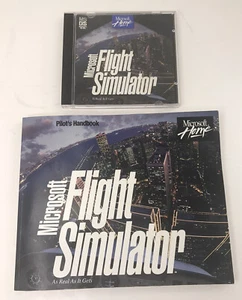 Microsoft
Home
Microsoft
Flight
Simulator
Pilot's Handbook
Microsoft
Home
Microsoft
Flight
Simulator
As Real As It Gets